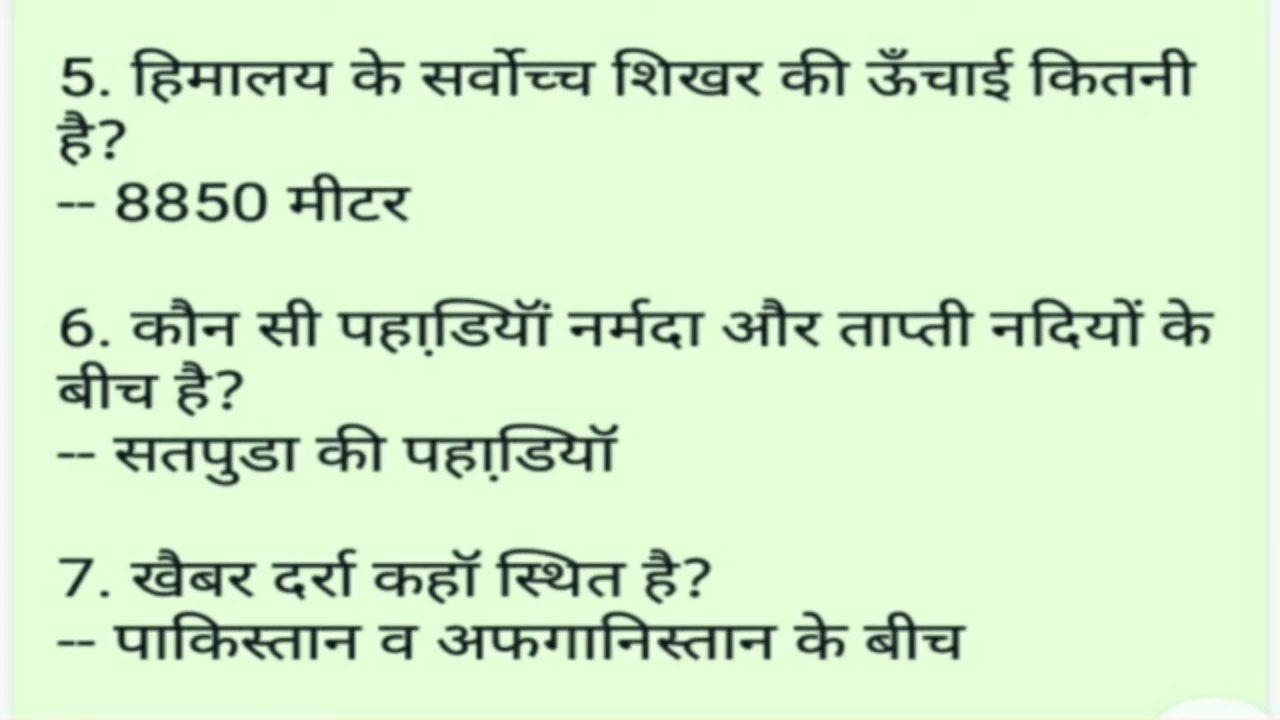 5. हिमालय के सर्वोच्च शिखर की ऊँचाई कितनी
है?
-- 8850 मीटर
6. कौन सी पहा़डियॉं नर्मदा और ताप्ती नदियों के
बीच है?
-- सतपुडा की पहा़डियॉ
7. खैबर दर्रा कहॉ स्थित है?
-- पाकिस्तान व अफगानिस्तान के बीच